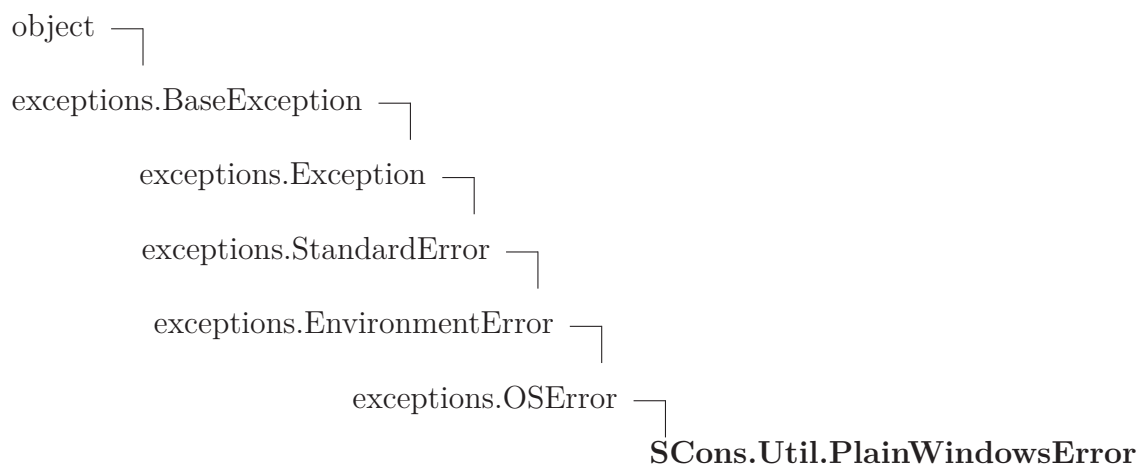 object
exceptions.BaseException
exceptions.Exception
exceptions.StandardError
exceptions.EnvironmentError
exceptions.OSError
SCons.Util.PlainWindowsError